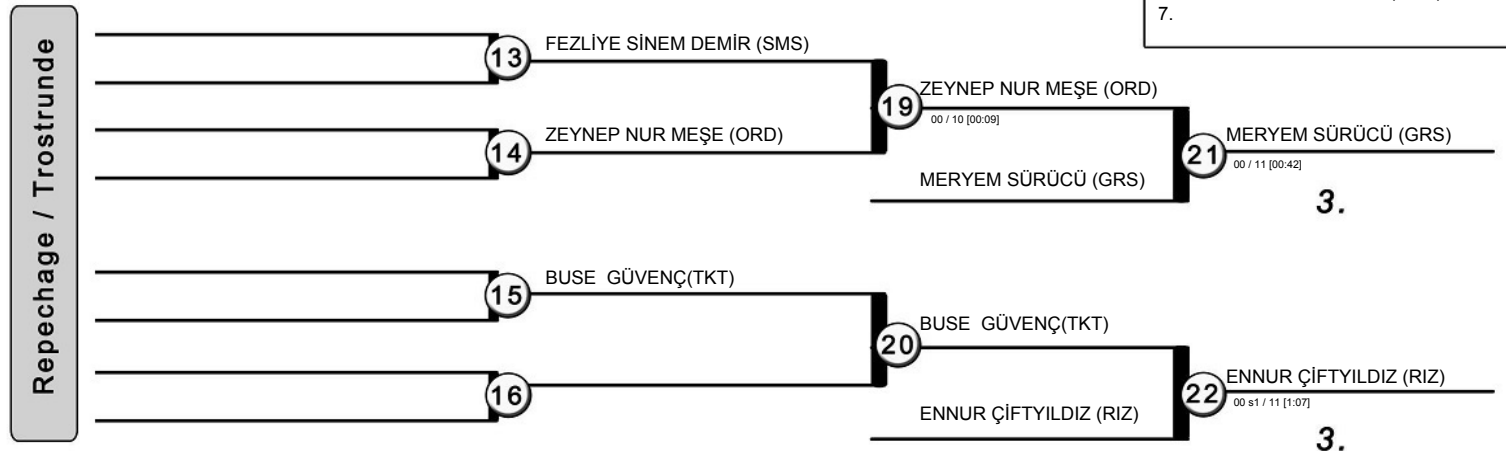 7.
Repechage / Trostrunde
13
FEZLİYE SİNEM DEMİR (SMS)
14
ZEYNEP NUR MEŞE (ORD)
19
ZEYNEP NUR MEŞE (ORD)
00 / 10 [00:09]
MERYEM SÜRÜCÜ (GRS)
21
MERYEM SÜRÜCÜ (GRS)
00 / 11 [00:42]
3.
15
BUSE GÜVENÇ(TKT)
16
20
BUSE GÜVENÇ(TKT)
ENNUR ÇİFTYILDIZ (RIZ)
22
ENNUR ÇİFTYILDIZ (RIZ)
00 s1 / 11 [1:07]
3.